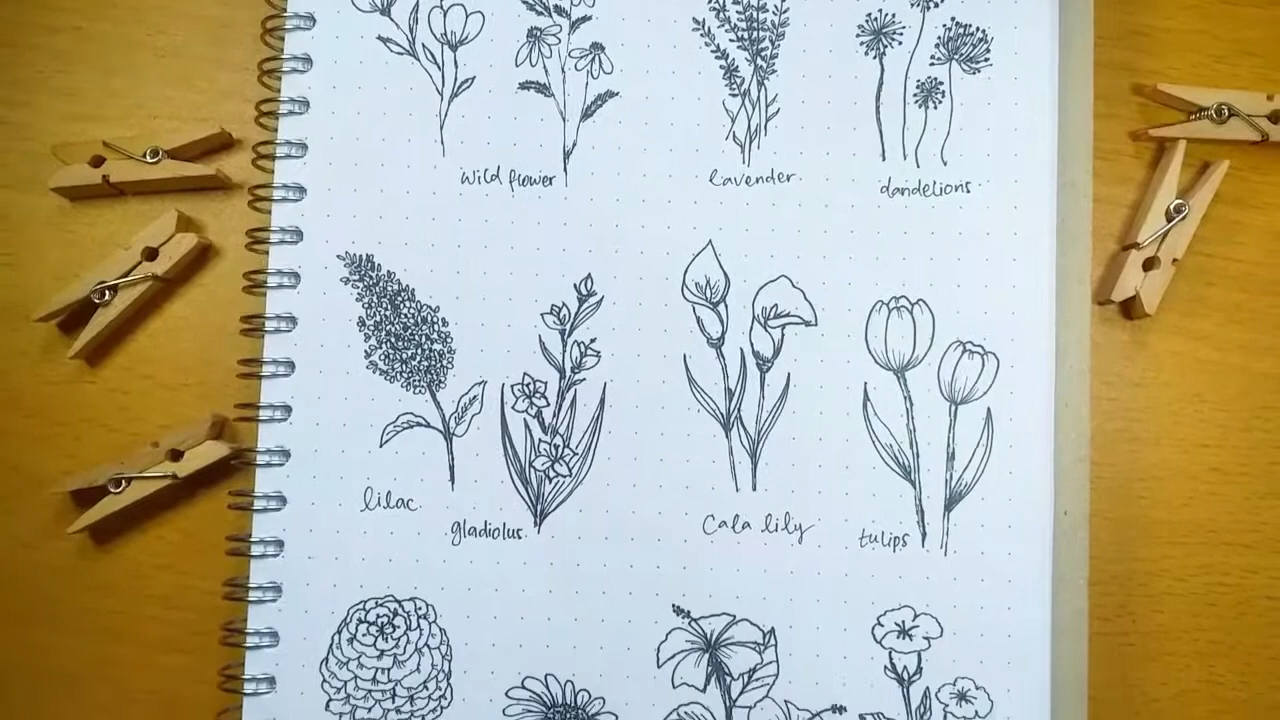 wild flower
lavender
dandelions
lilac
gladiolus
Cala lily
tulips